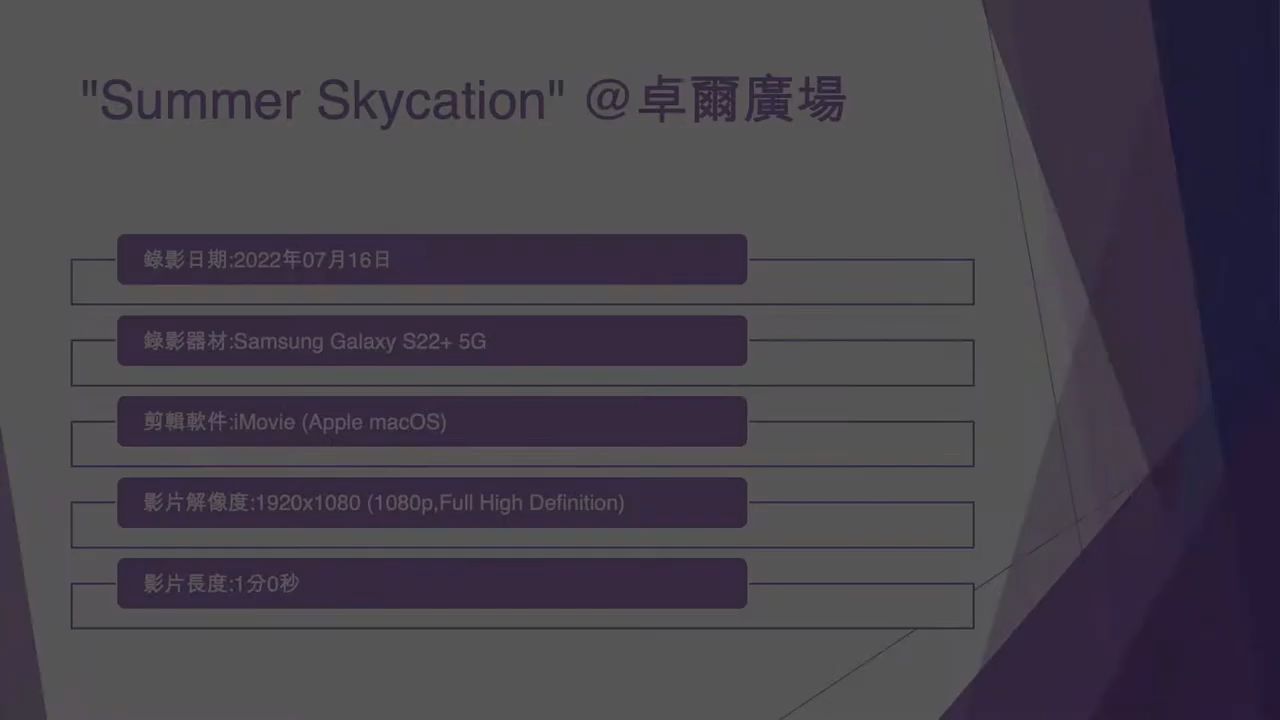 "Summer Skycation" @卓爾廣場
錄影日期:2022年07月16日
錄影器材:Samsung Galaxy S22+ 5G
剪輯軟件:iMovie (Apple macOS)
影片解像度:1920x1080 (1080p,Full High Definition)
影片長度:1分0秒